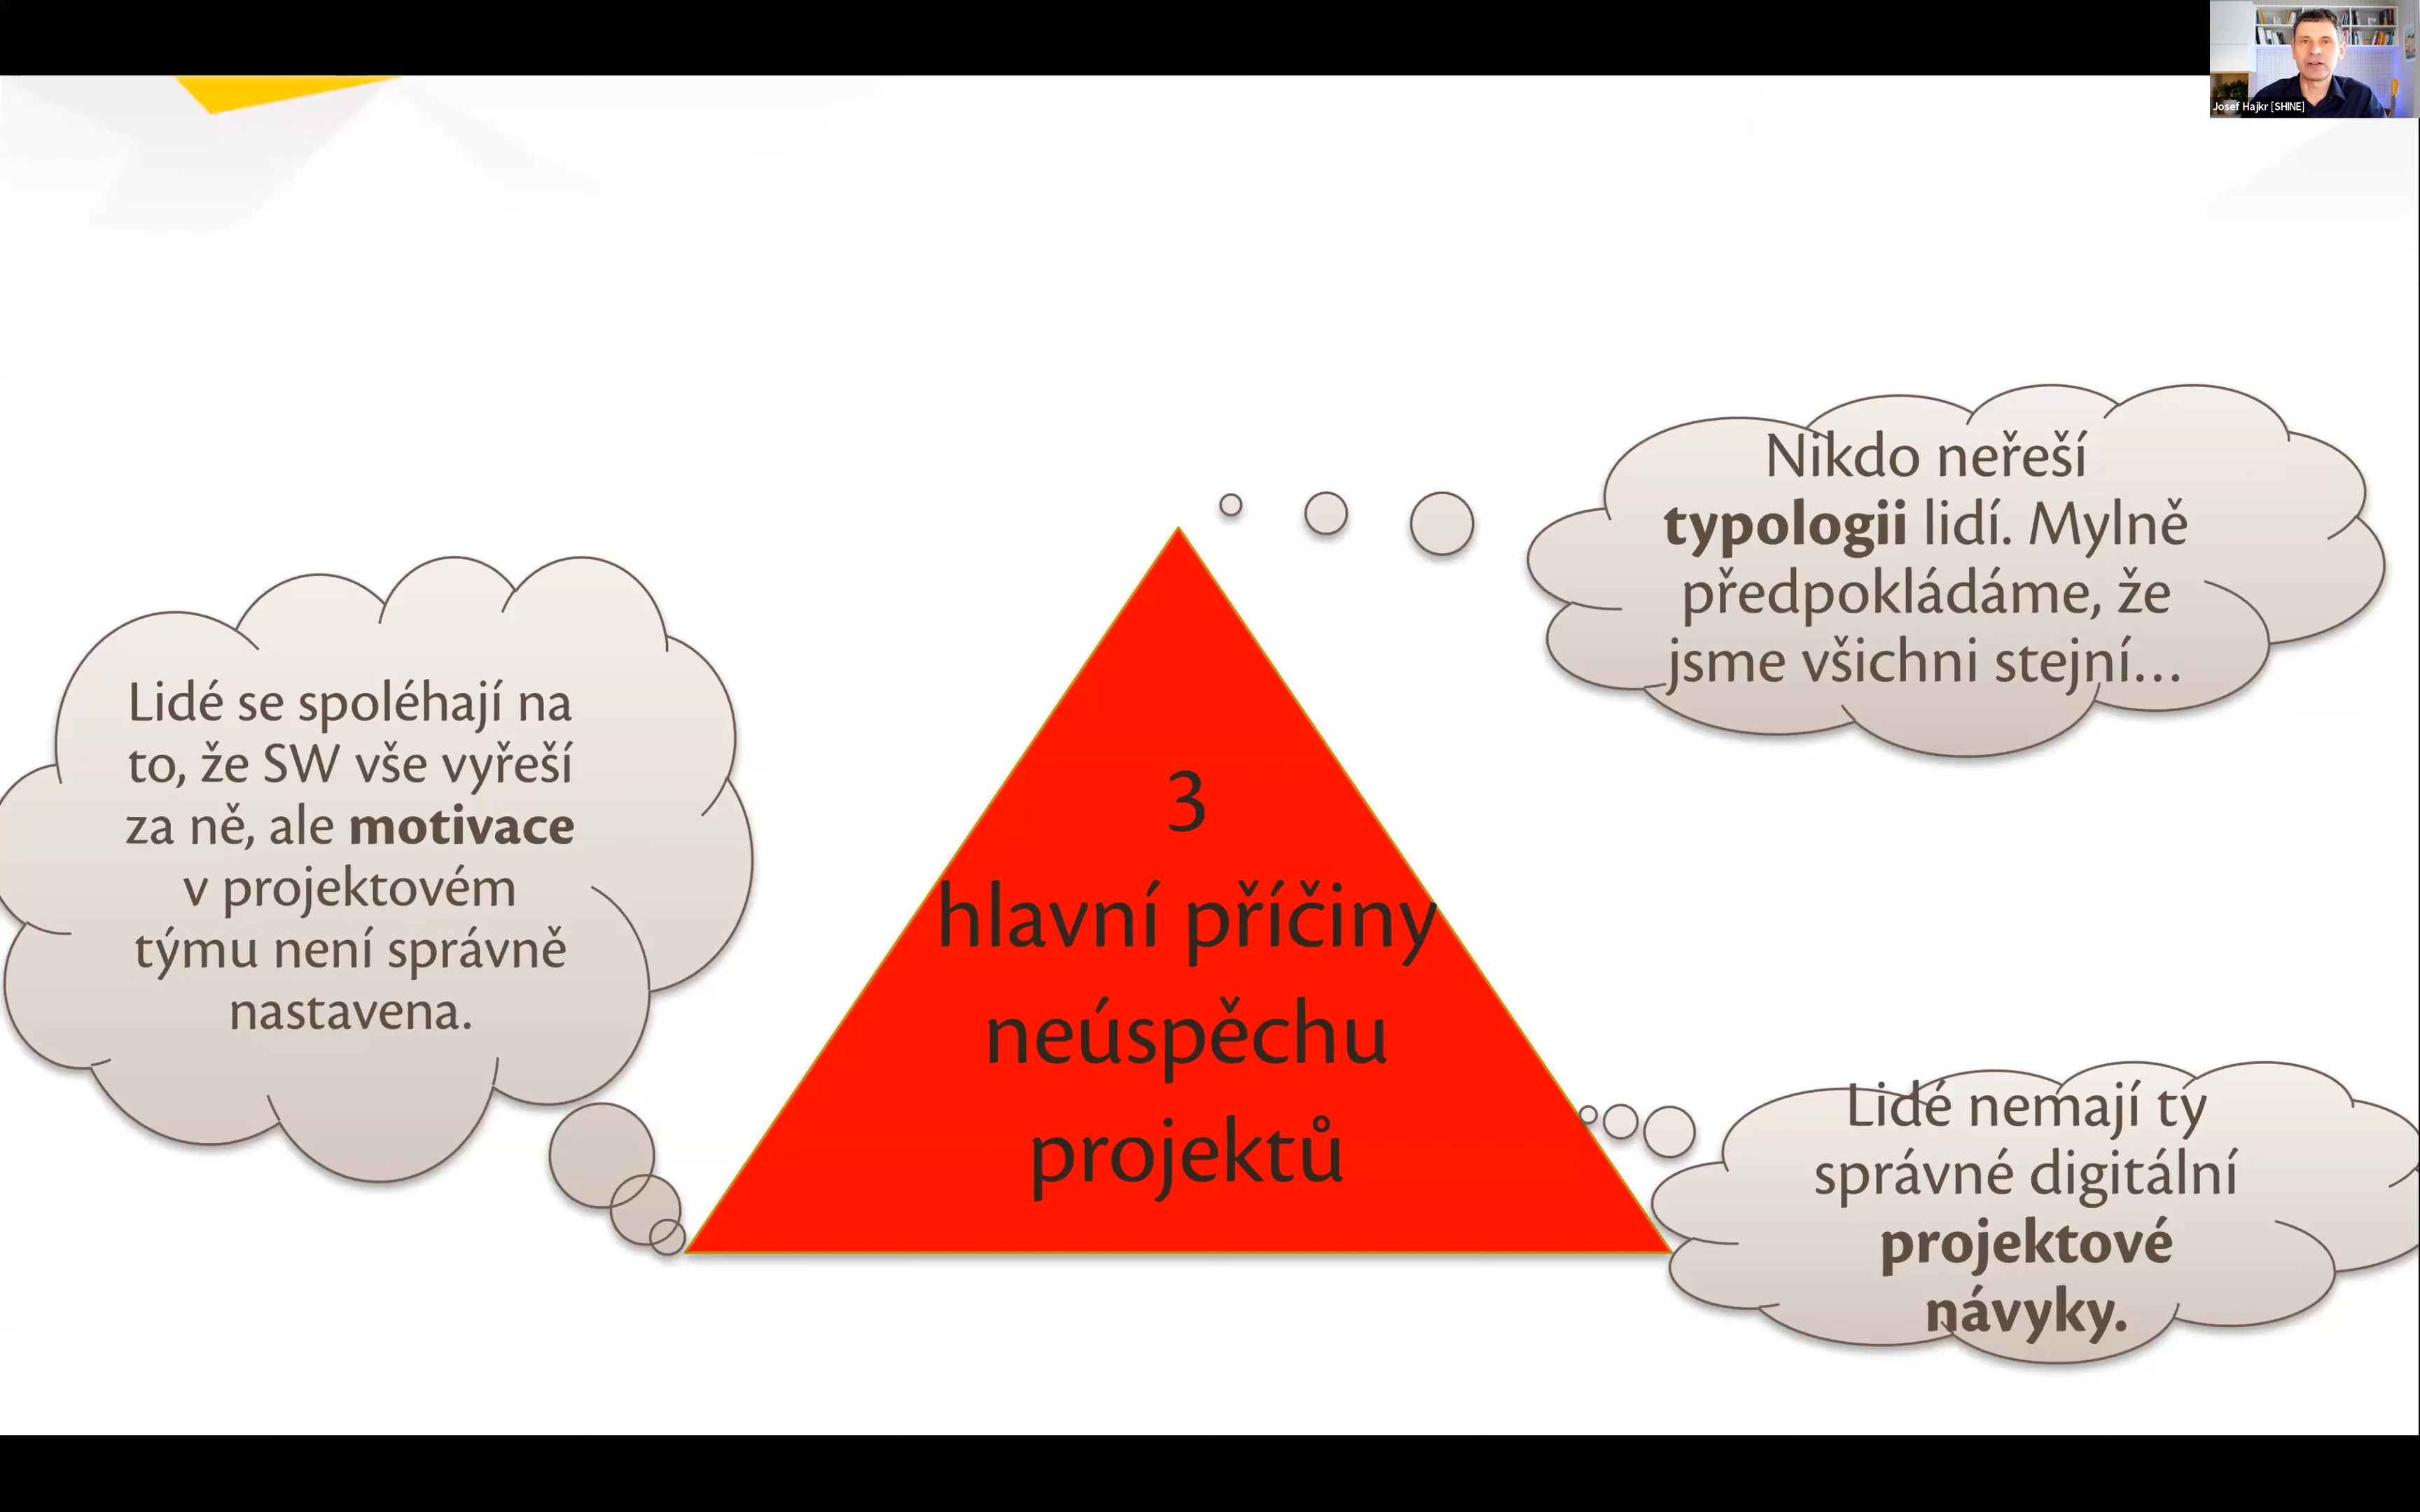 Josef Hajkr [SHINE]
Nikdo neřeší
typologii lidí. Mylně
předpokládáme, že
jsme všichni stejní...
Lidé se spoléhají na
to, že SW vše vyřeší
za ně, ale motivace
v projektovém
týmu není správně
nastavena.
3
hlavní příčiny
neúspěchu
projektů
Lidé nemají ty
správné digitální
projektové
návyky.